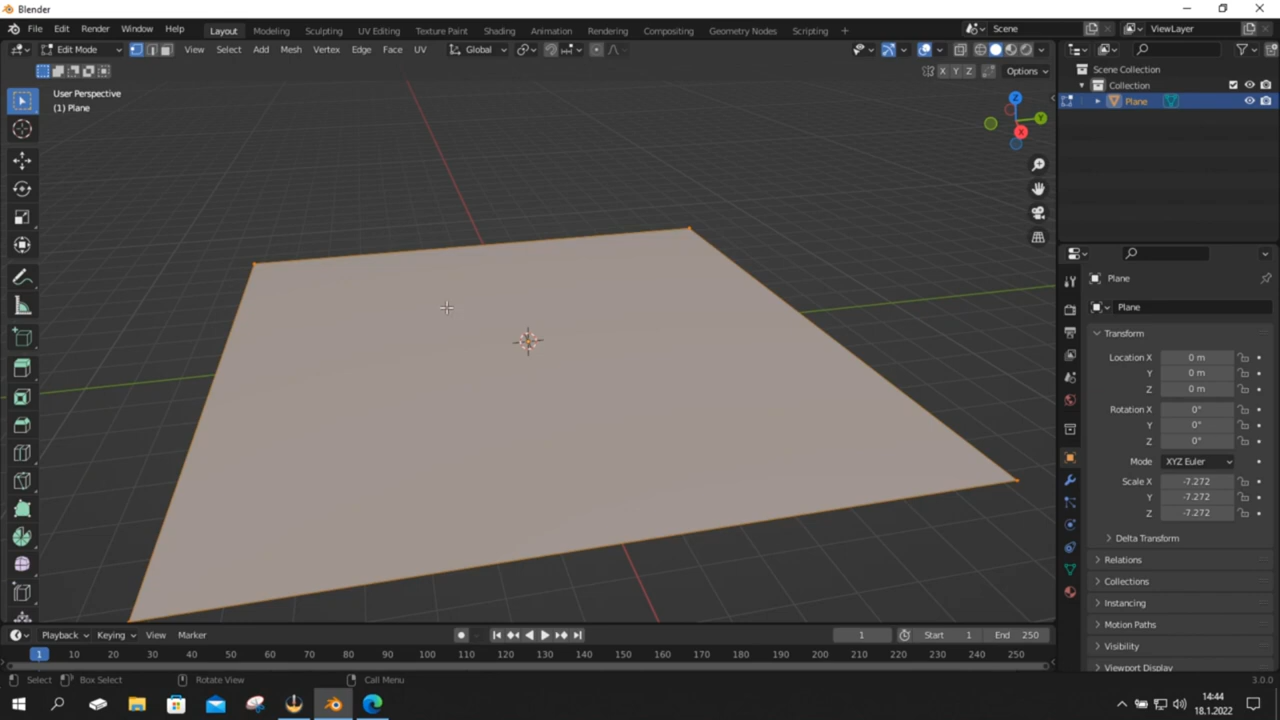 Blender
File Edit Render Window Help Layout Modeling Sculpting UV Editing Texture Paint Shading Animation Rendering Compositing Geometry Nodes Scripting + Scene ViewLayer
Edit Mode View Select Add Mesh Vertex Edge Face UV Global
X Y Z Options
User Perspective
(1) Plane
Z
Y
X
Scene Collection
Collection
Plane
Plane
Plane
Transform
Location X 0 m
Y 0 m
Z 0 m
Rotation X 0°
Y 0°
Z 0°
Mode XYZ Euler
Scale X -7.272
Y -7.272
Z -7.272
Delta Transform
Relations
Collections
Instancing
Motion Paths
Visibility
Viewport Display
Playback Keying View Marker 1 Start 1 End 250
1 10 20 30 40 50 60 70 80 90 100 110 120 130 140 150 160 170 180 190 200 210 220 230 240 250
Select Box Select Rotate View Call Menu 3.0.0
14:44
18.1.2022